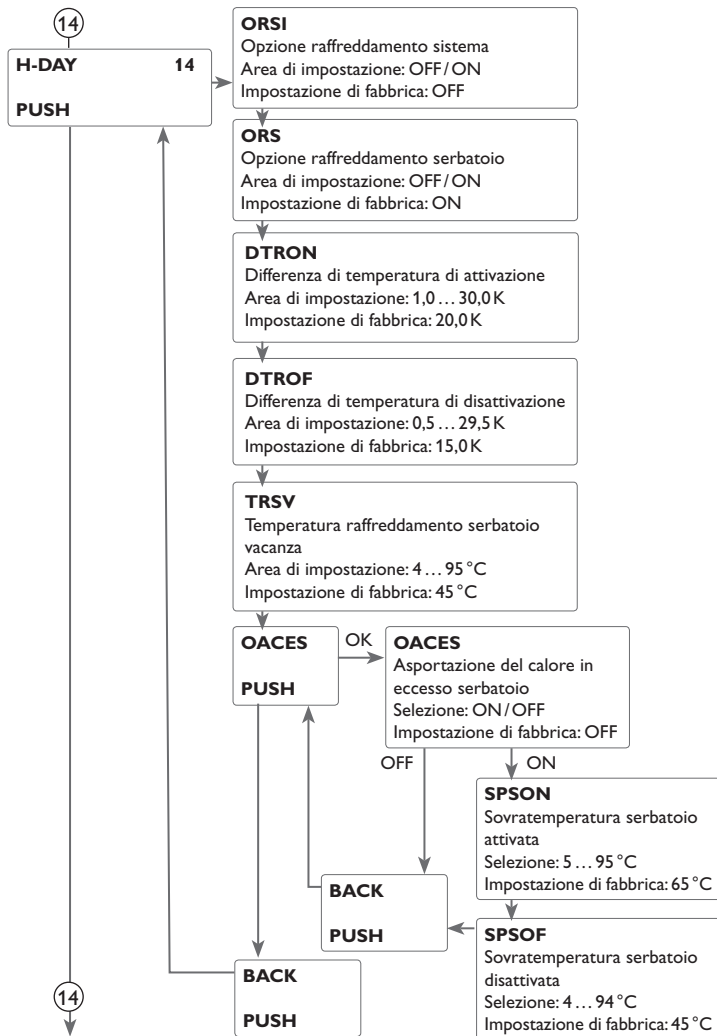 14
H-DAY 14
PUSH
ORSI
Opzione raffreddamento sistema
Area di impostazione: OFF / ON
Impostazione di fabbrica: OFF
ORS
Opzione raffreddamento serbatoio
Area di impostazione: OFF / ON
Impostazione di fabbrica: ON
DTRON
Differenza di temperatura di attivazione
Area di impostazione: 1,0 … 30,0 K
Impostazione di fabbrica: 20,0 K
DTROF
Differenza di temperatura di disattivazione
Area di impostazione: 0,5 … 29,5 K
Impostazione di fabbrica: 15,0 K
TRSV
Temperatura raffreddamento serbatoio
vacanza
Area di impostazione: 4 … 95 °C
Impostazione di fabbrica: 45 °C
OACES
PUSH
OK
OACES
Asportazione del calore in
eccesso serbatoio
Selezione: ON / OFF
Impostazione di fabbrica: OFF
OFF
ON
SPSON
Sovratemperatura serbatoio
attivata
Selezione: 5 … 95 °C
Impostazione di fabbrica: 65 °C
BACK
PUSH
SPSOF
Sovratemperatura serbatoio
disattivata
Selezione: 4 … 94 °C
Impostazione di fabbrica: 45 °C
BACK
PUSH
14